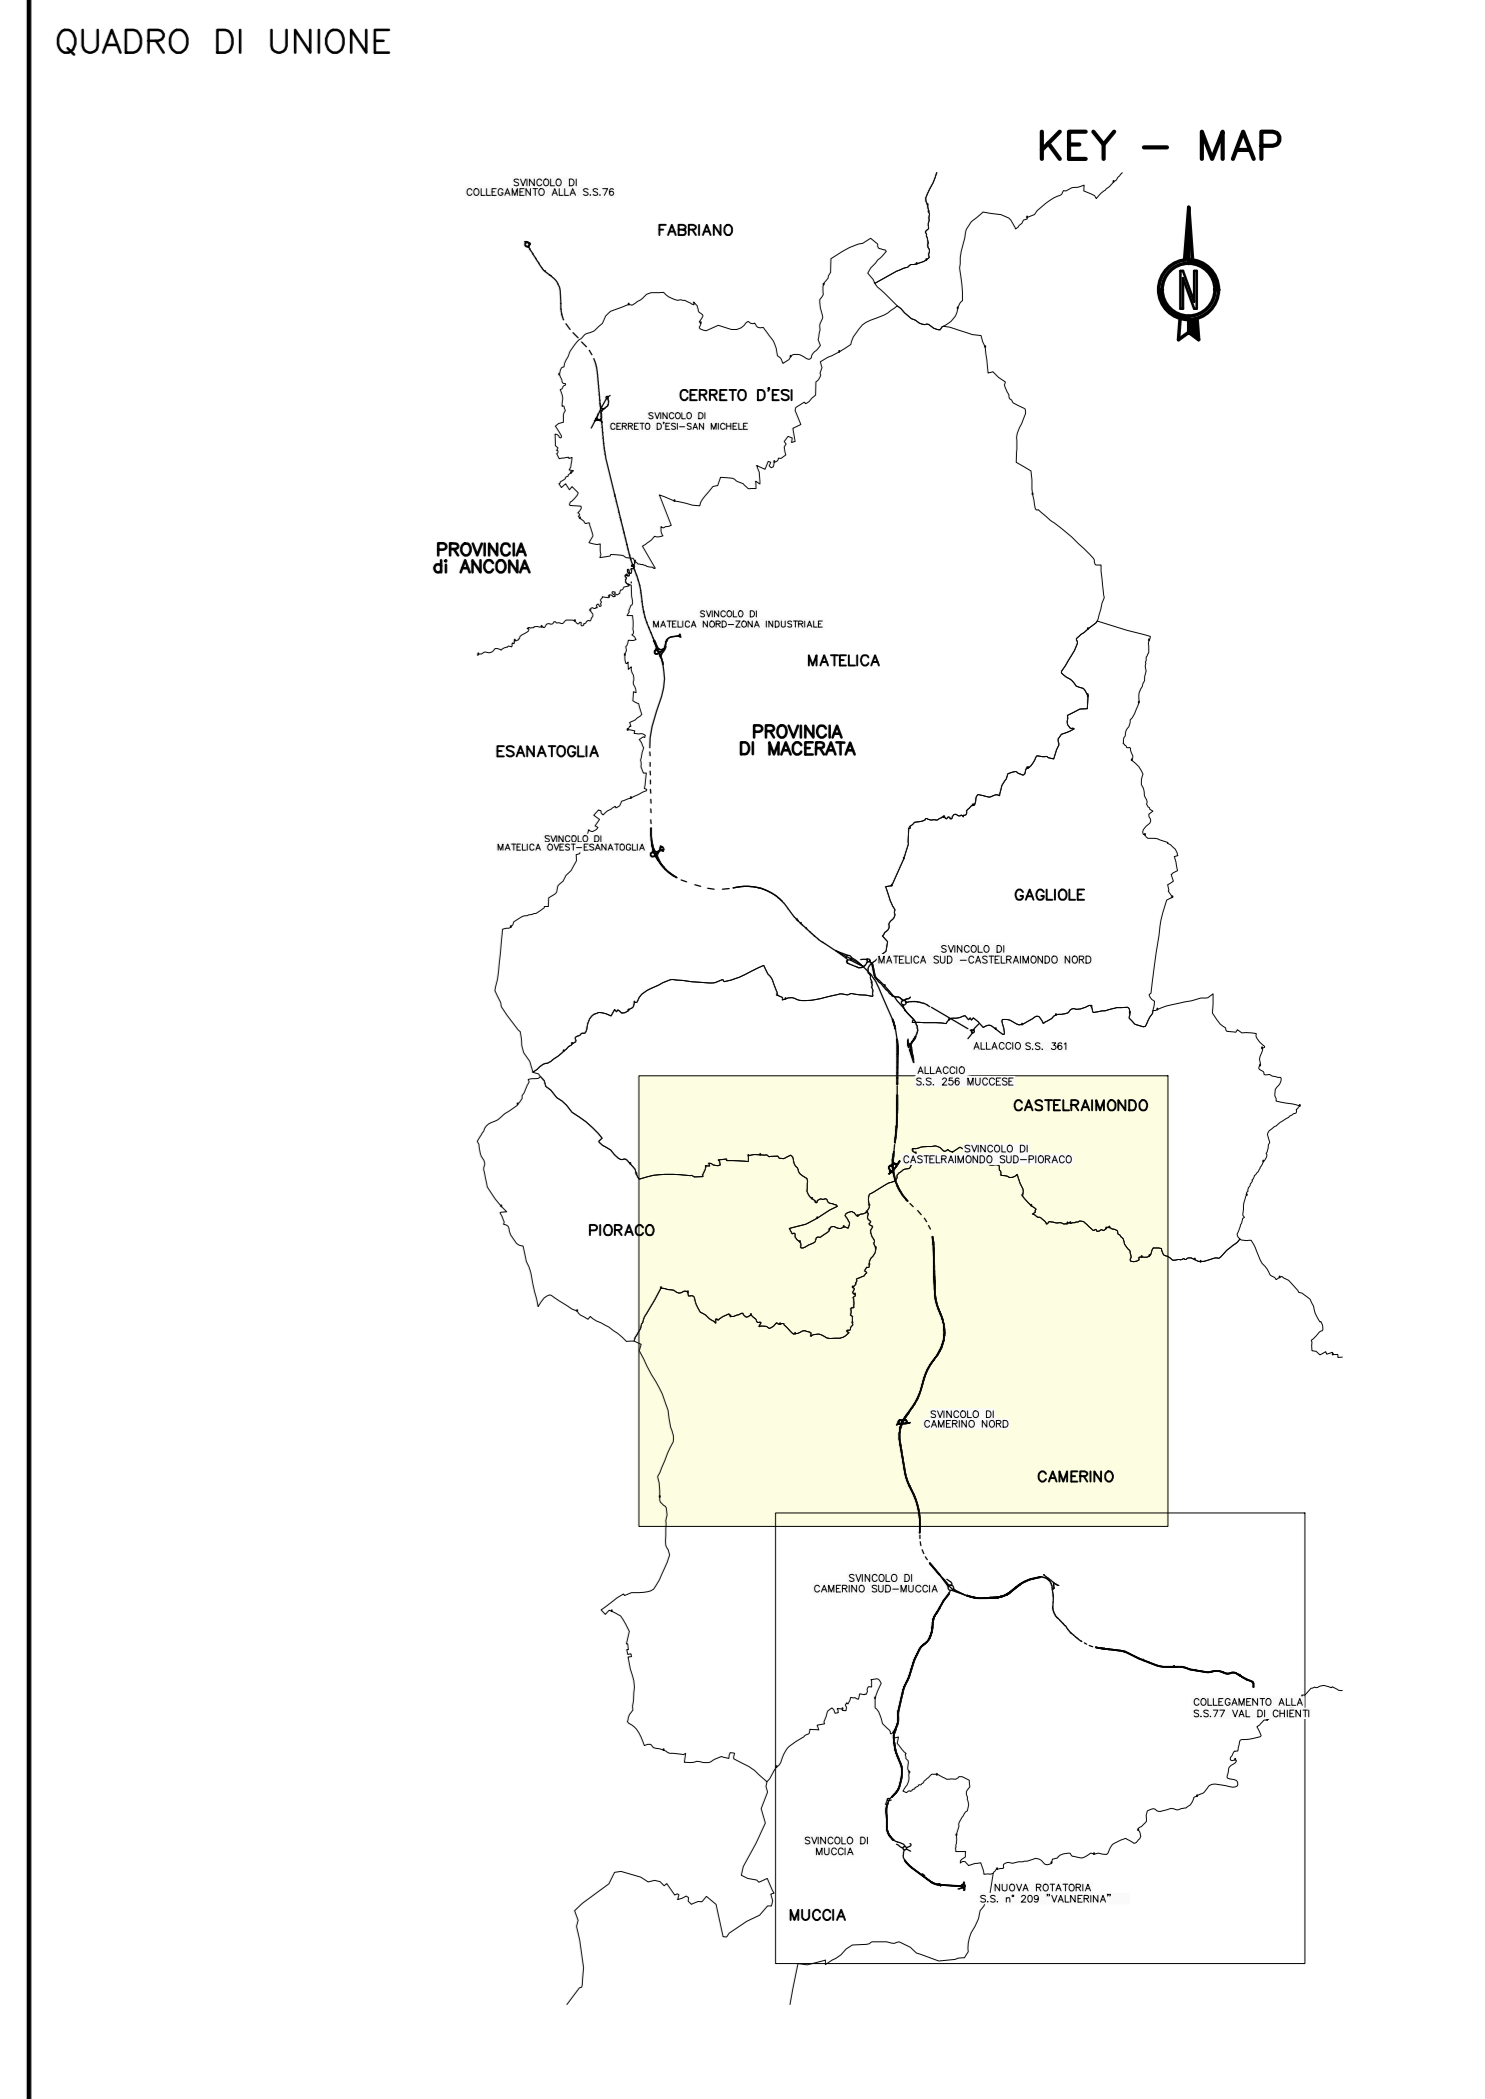 QUADRO DI UNIONE
KEY – MAP
SVINCOLO DI
COLLEGAMENTO ALLA S.S.76
FABRIANO
N
CERRETO D'ESI
SVINCOLO DI
CERRETO D'ESI–SAN MICHELE
PROVINCIA
di ANCONA
SVINCOLO DI
MATELICA NORD–ZONA INDUSTRIALE
MATELICA
PROVINCIA
DI MACERATA
ESANATOGLIA
SVINCOLO DI
MATELICA OVEST–ESANATOGLIA
GAGLIOLE
SVINCOLO DI
MATELICA SUD –CASTELRAIMONDO NORD
ALLACCIO S.S. 361
ALLACCIO
S.S. 256 MUCCESE
CASTELRAIMONDO
SVINCOLO DI
CASTELRAIMONDO SUD–PIORACO
PIORACO
SVINCOLO DI
CAMERINO NORD
CAMERINO
SVINCOLO DI
CAMERINO SUD–MUCCIA
COLLEGAMENTO ALLA
S.S.77 VAL DI CHIENTI
SVINCOLO DI
MUCCIA
NUOVA ROTATORIA
S.S. n° 209 "VALNERINA"
MUCCIA